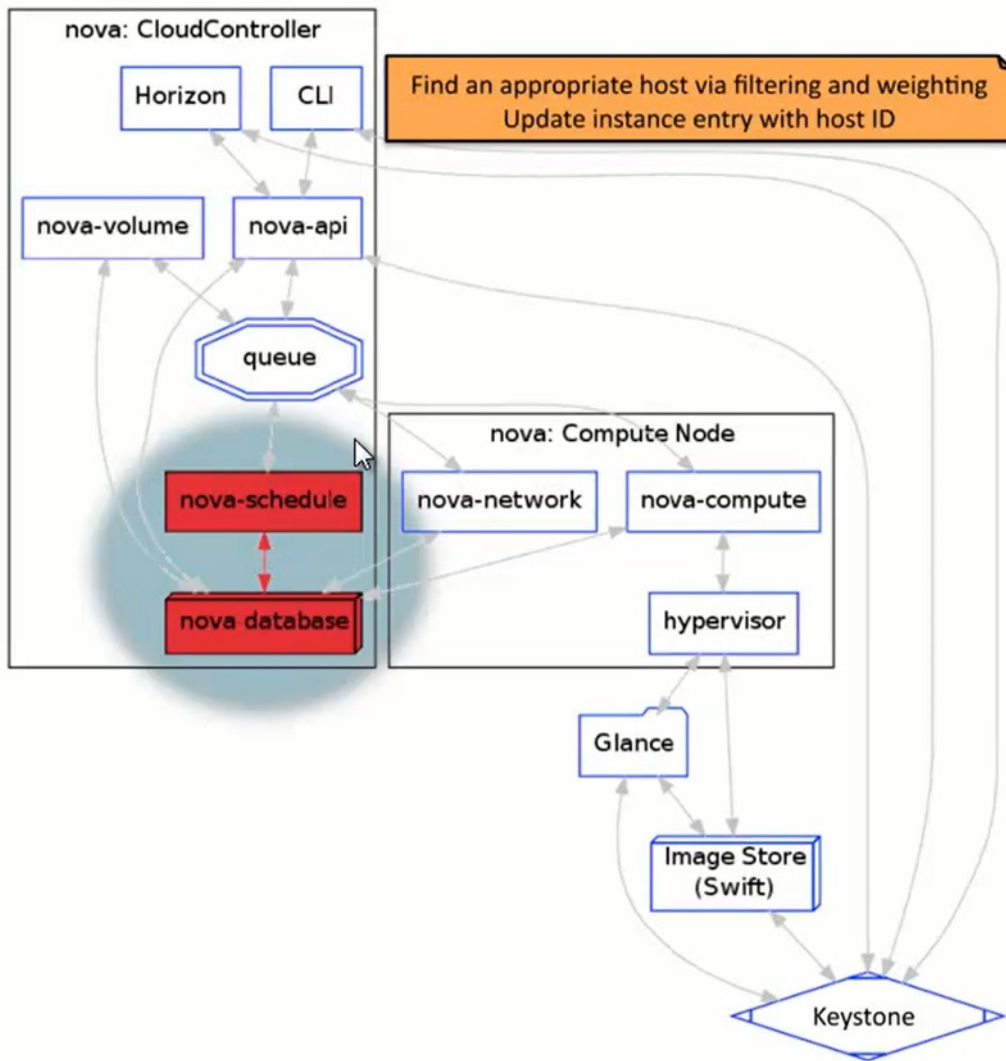 nova: CloudController
Horizon
CLI
Find an appropriate host via filtering and weighting
Update instance entry with host ID
nova-volume
nova-api
queue
nova: Compute Node
nova-schedule
nova-network
nova-compute
nova database
hypervisor
Glance
Image Store
(Swift)
Keystone